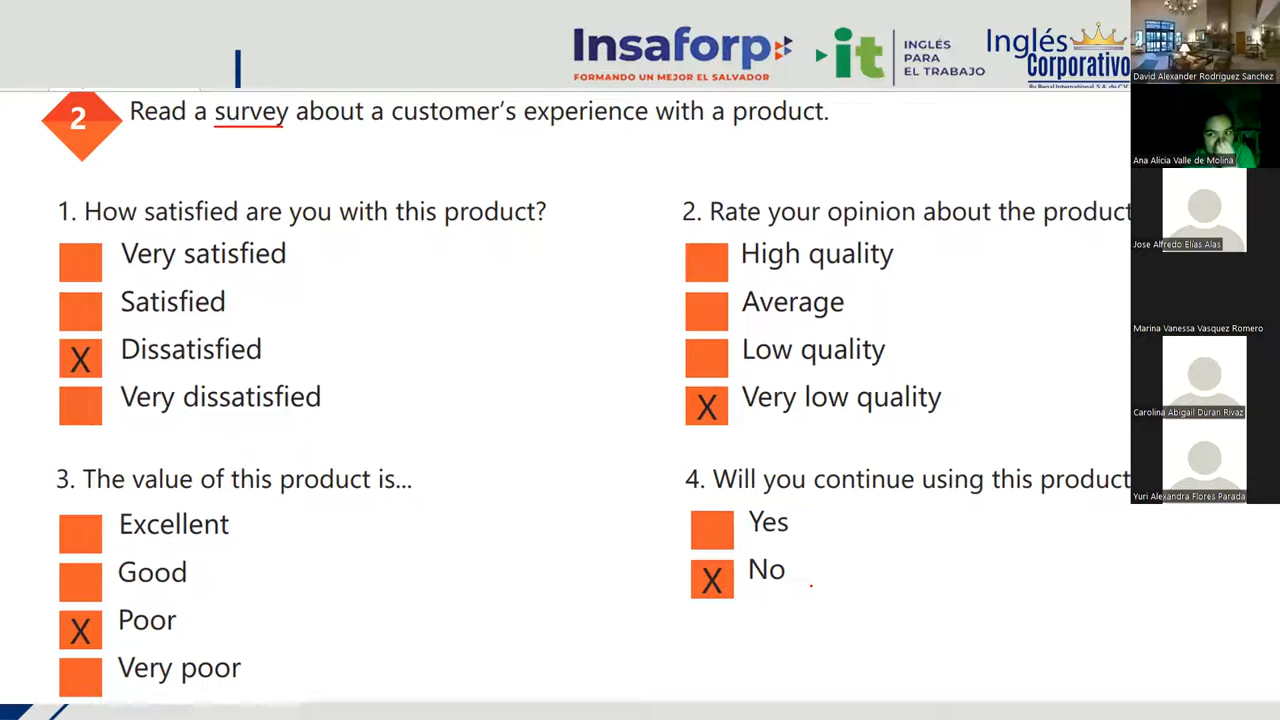 Insaforp
FORMANDO UN MEJOR EL SALVADOR
it
INGLÉS
PARA
EL TRABAJO
Inglés
Corporativo
2
Read a survey about a customer's experience with a product.
1. How satisfied are you with this product?
Very satisfied
Satisfied
X Dissatisfied
Very dissatisfied
2. Rate your opinion about the product
High quality
Average
Low quality
X Very low quality
3. The value of this product is...
Excellent
Good
X Poor
Very poor
4. Will you continue using this product
Yes
X No
David Alexander Rodriguez Sanchez
Ana Alicia Valle de Molina
Jose Alfredo Elías Alas
Marina Vanessa Vasquez Romero
Carolina Abigail Duran Rivaz
Yuri Alexandra Flores Parada